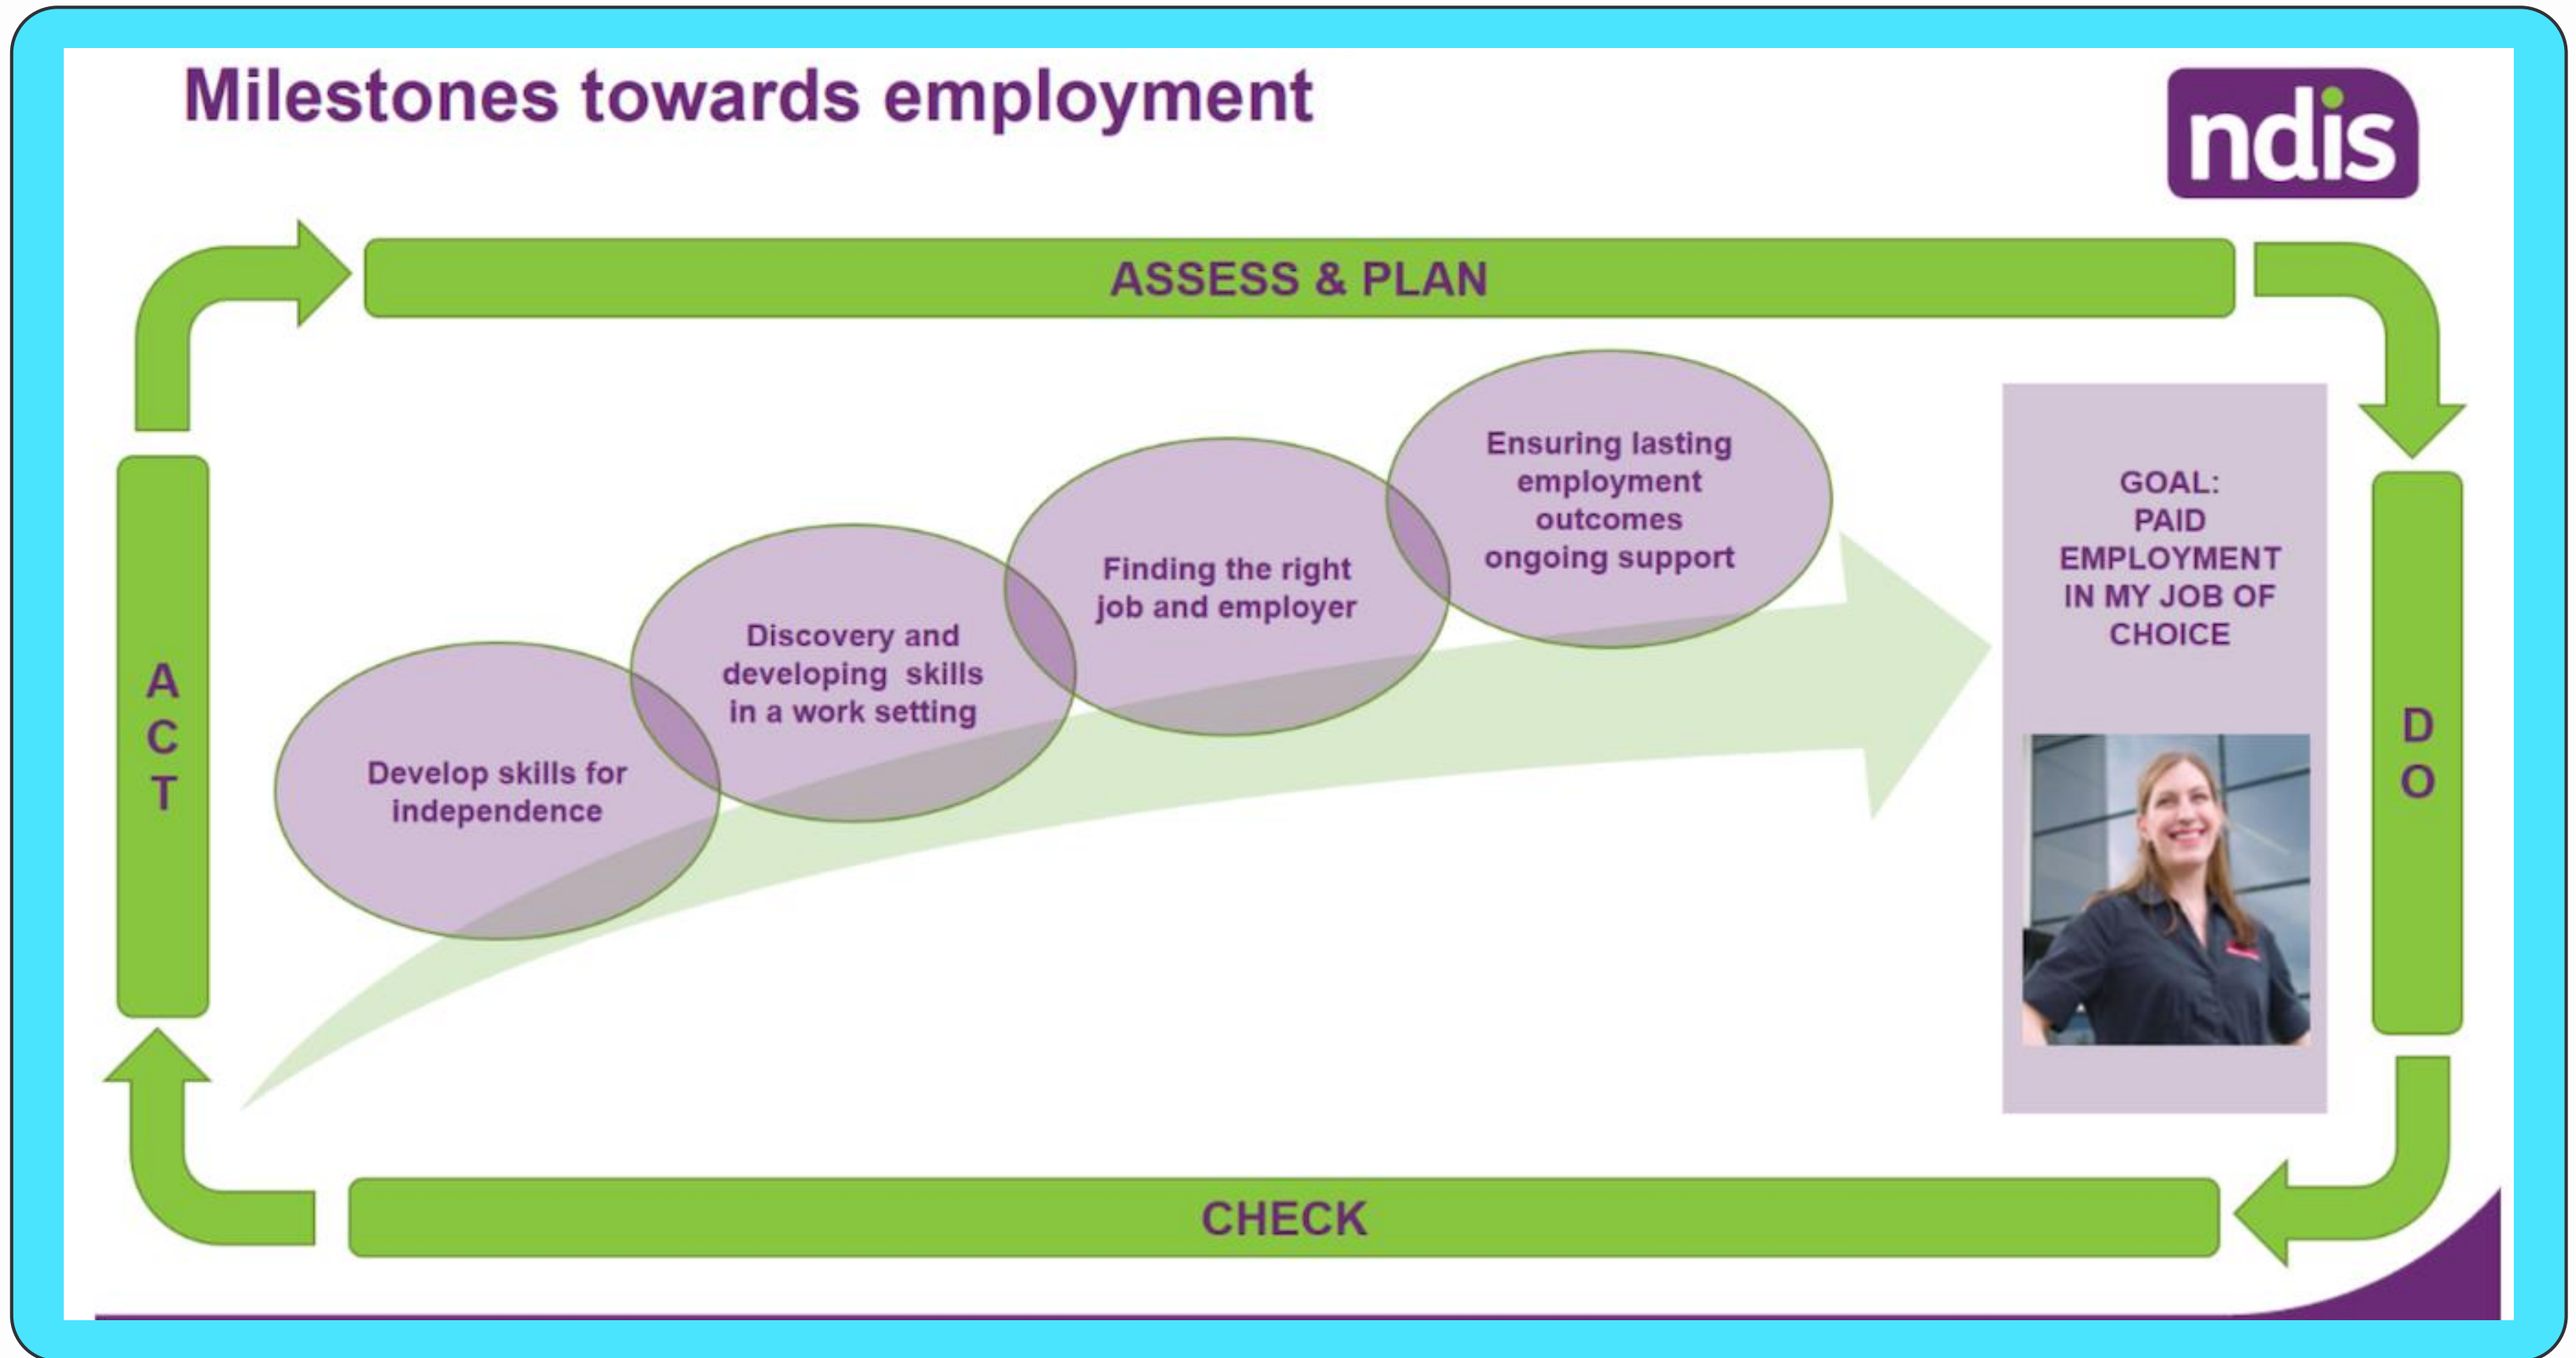 Milestones towards employment
ndis
ASSESS & PLAN
A
C
T
Develop skills for
independence
Discovery and
developing  skills
in a work setting
Finding the right
job and employer
Ensuring lasting
employment
outcomes
ongoing support
GOAL:
PAID
EMPLOYMENT
IN MY JOB OF
CHOICE
D
O
CHECK